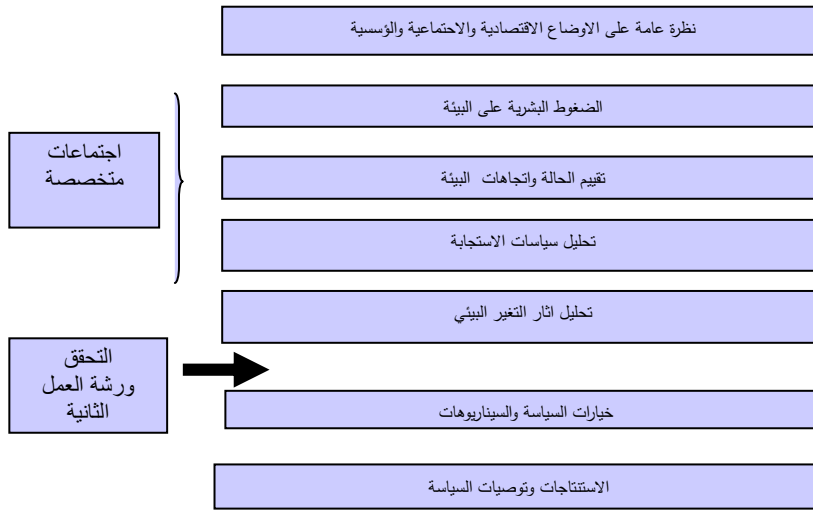 نظرة عامة على الاوضاع الاقتصادية والاحتماعية والؤسسية
الضغوط البشرية على البيئة
اجتماعات
متخصصة
تقييم الحالة واتجاهات البيئة
تحليل سياسات الاستجابة
تحليل اثار التغير البيئي
التحقق
ورشة العمل
الثانية
خيارات السياسة والسيناريوهات
الاستنتاجات وتوصيات السياسة